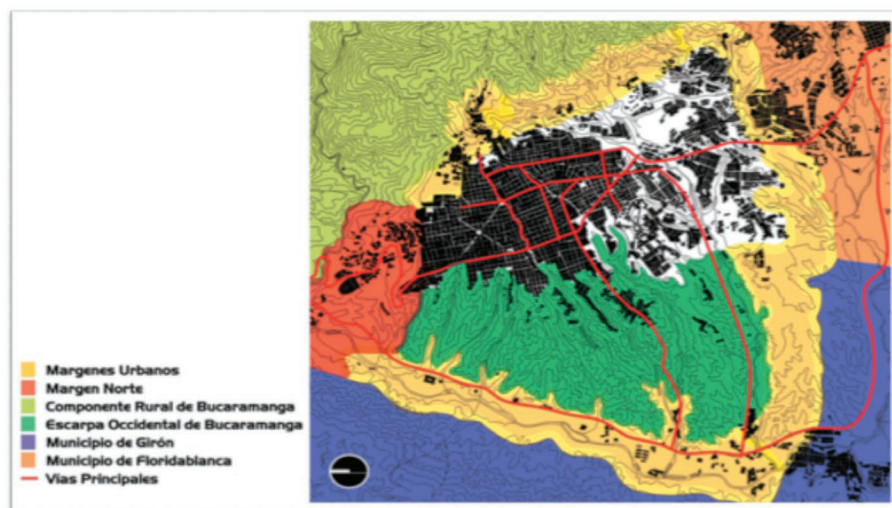 Margenes Urbanos
Margen Norte
Componente Rural de Bucaramanga
Escarpa Occidental de Bucaramanga
Municipio de Girón
Municipio de Floridablanca
Vias Principales